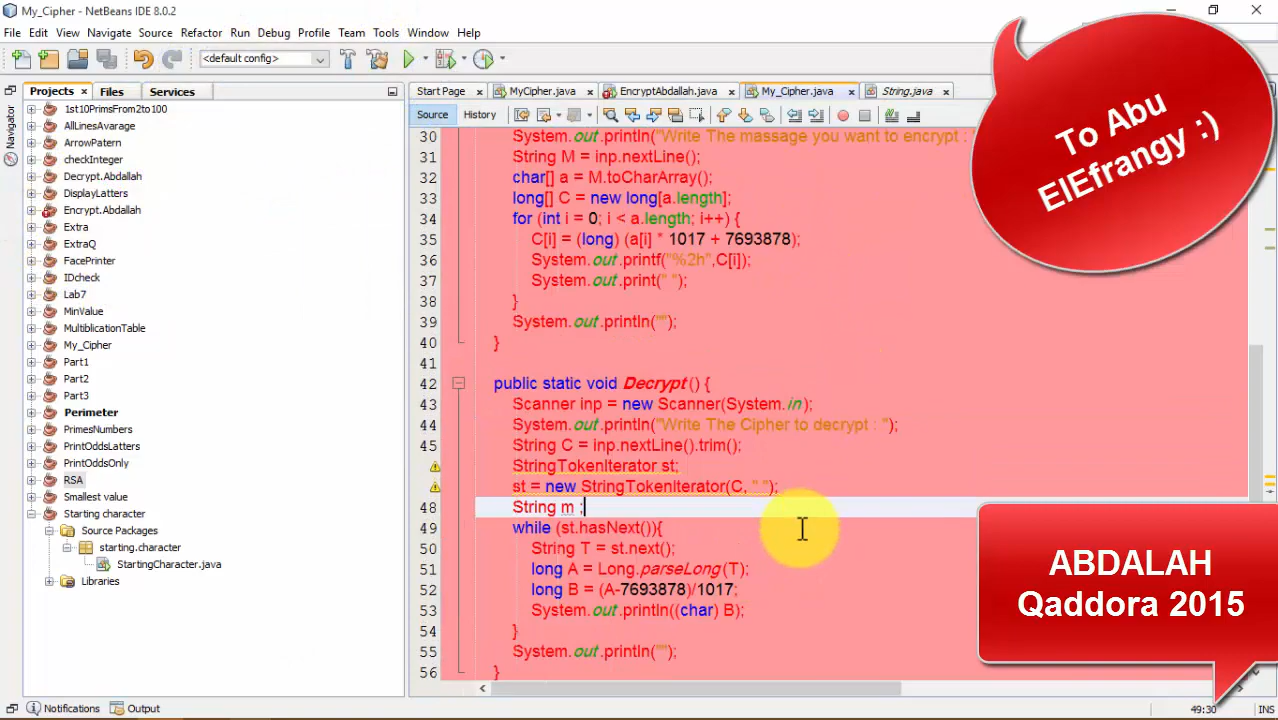 My_Cipher - NetBeans IDE 8.0.2
File Edit View Navigate Source Refactor Run Debug Profile Team Tools Window Help
<default config>
Projects Files Services
Navigator
1st10PrimsFrom2to100
AllLinesAvarage
ArrowPatern
checkInteger
Decrypt.Abdallah
DisplayLatters
Encrypt.Abdallah
Extra
ExtraQ
FacePrinter
IDcheck
Lab7
MinValue
MultiblicationTable
My_Cipher
Part1
Part2
Part3
Perimeter
PrimesNumbers
PrintOddsLatters
PrintOddsOnly
RSA
Smallest value
Starting character
Source Packages
starting.character
StartingCharacter.java
Libraries
Start Page MyCipher.java EncryptAbdallah.java My_Cipher.java String.java
Source History
30 System.out.println("Write The massage you want to encrypt : "
31 String M = inp.nextLine();
32 char[] a = M.toCharArray();
33 long[] C = new long[a.length];
34 for (int i = 0; i < a.length; i++) {
35 C[i] = (long) (a[i] * 1017 + 7693878);
36 System.out.printf("%2h",C[i]);
37 System.out.print(" ");
38 }
39 System.out.println("");
40 }
41
42 public static void Decrypt() {
43 Scanner inp = new Scanner(System.in);
44 System.out.println("Write The Cipher to decrypt : ");
45 String C = inp.nextLine().trim();
StringTokenIterator st;
st = new StringTokenIterator(C, " ");
48 String m ;
49 while (st.hasNext()){
50 String T = st.next();
51 long A = Long.parseLong(T);
52 long B = (A-7693878)/1017;
53 System.out.println((char) B);
54 }
55 System.out.println("");
56 }
To Abu
ElEfrangy :)
ABDALAH
Qaddora 2015
Notifications Output
49:30 INS